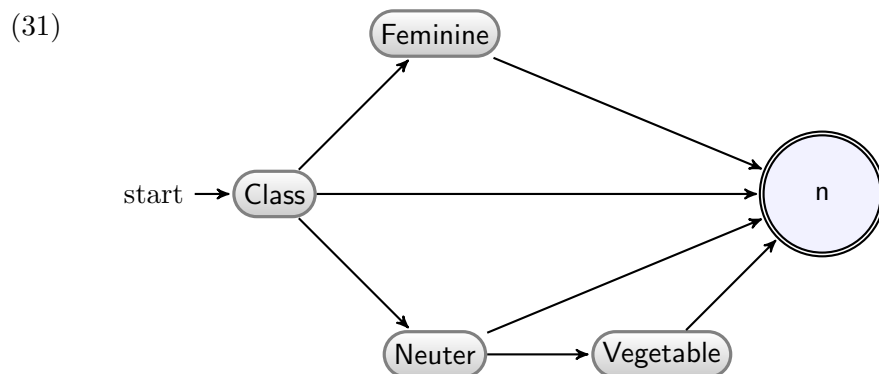 (31)
Feminine
start
Class
n
Neuter
Vegetable